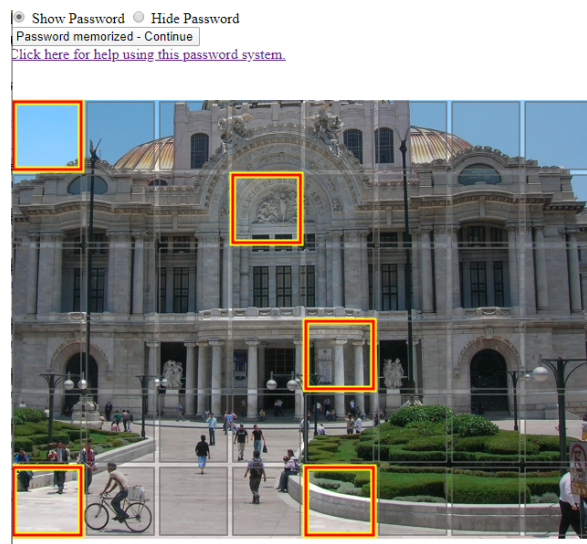 Show Password Hide Password
Password memorized - Continue
Click here for help using this password system.